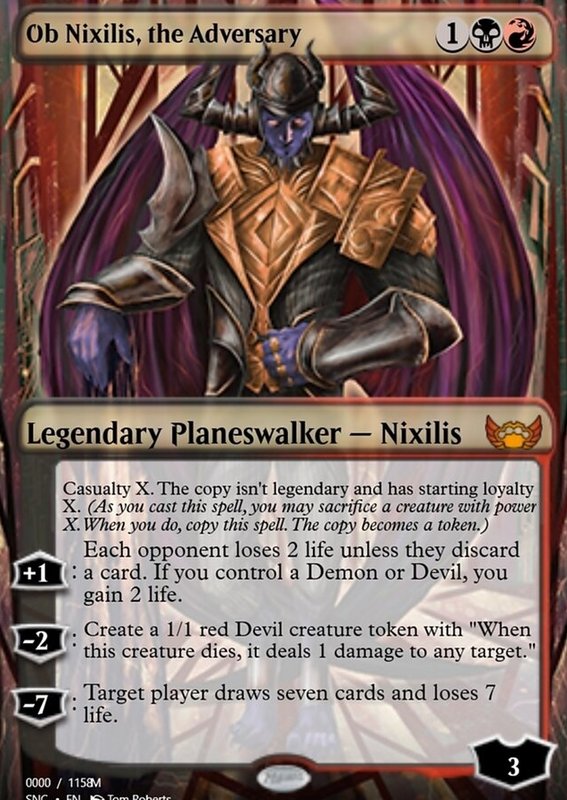 Ob Nixilis, the Adversary
1
Legendary Planeswalker — Nixilis
Casualty X. The copy isn't legendary and has starting loyalty
X. (As you cast this spell, you may sacrifice a creature with power
X. When you do, copy this spell. The copy becomes a token.)
+1 : Each opponent loses 2 life unless they discard
a card. If you control a Demon or Devil, you
gain 2 life.
-2 : Create a 1/1 red Devil creature token with "When
this creature dies, it deals 1 damage to any target."
-7 : Target player draws seven cards and loses 7
life.
3
0000 / 1158M
SNC • EN Tom Roberts